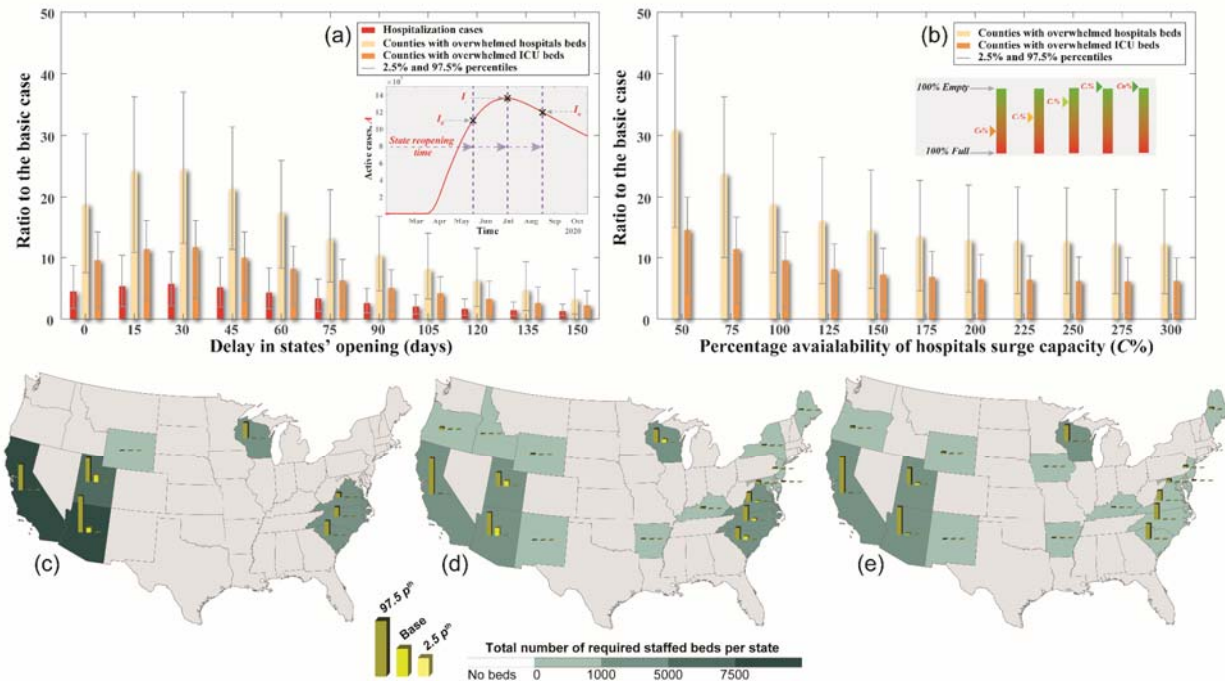 (a)
Hospitalization cases
Counties with overwhelmed hospitals beds
Counties with overwhelmed ICU beds
2.5% and 97.5% percentiles
Ratio to the basic case
50
40
30
20
10
0
Active cases, A
14
12
10
8
6
4
2
0
State reopening
time
Mar Apr May Jun Jul Aug Sep Oct
2020
Time
0 15 30 45 60 75 90 105 120 135 150
Delay in states' opening (days)
(b)
Counties with overwhelmed hospitals beds
Counties with overwhelmed ICU beds
2.5% and 97.5% percentiles
Ratio to the basic case
50
40
30
20
10
0
100% Empty
100% Full
50 75 100 125 150 175 200 225 250 275 300
Percentage avaialability of hospitals surge capacity (C%)
(c)
(d)
(e)
97.5 pth
Base
2.5 pth
Total number of required staffed beds per state
No beds 0 1000 5000 7500